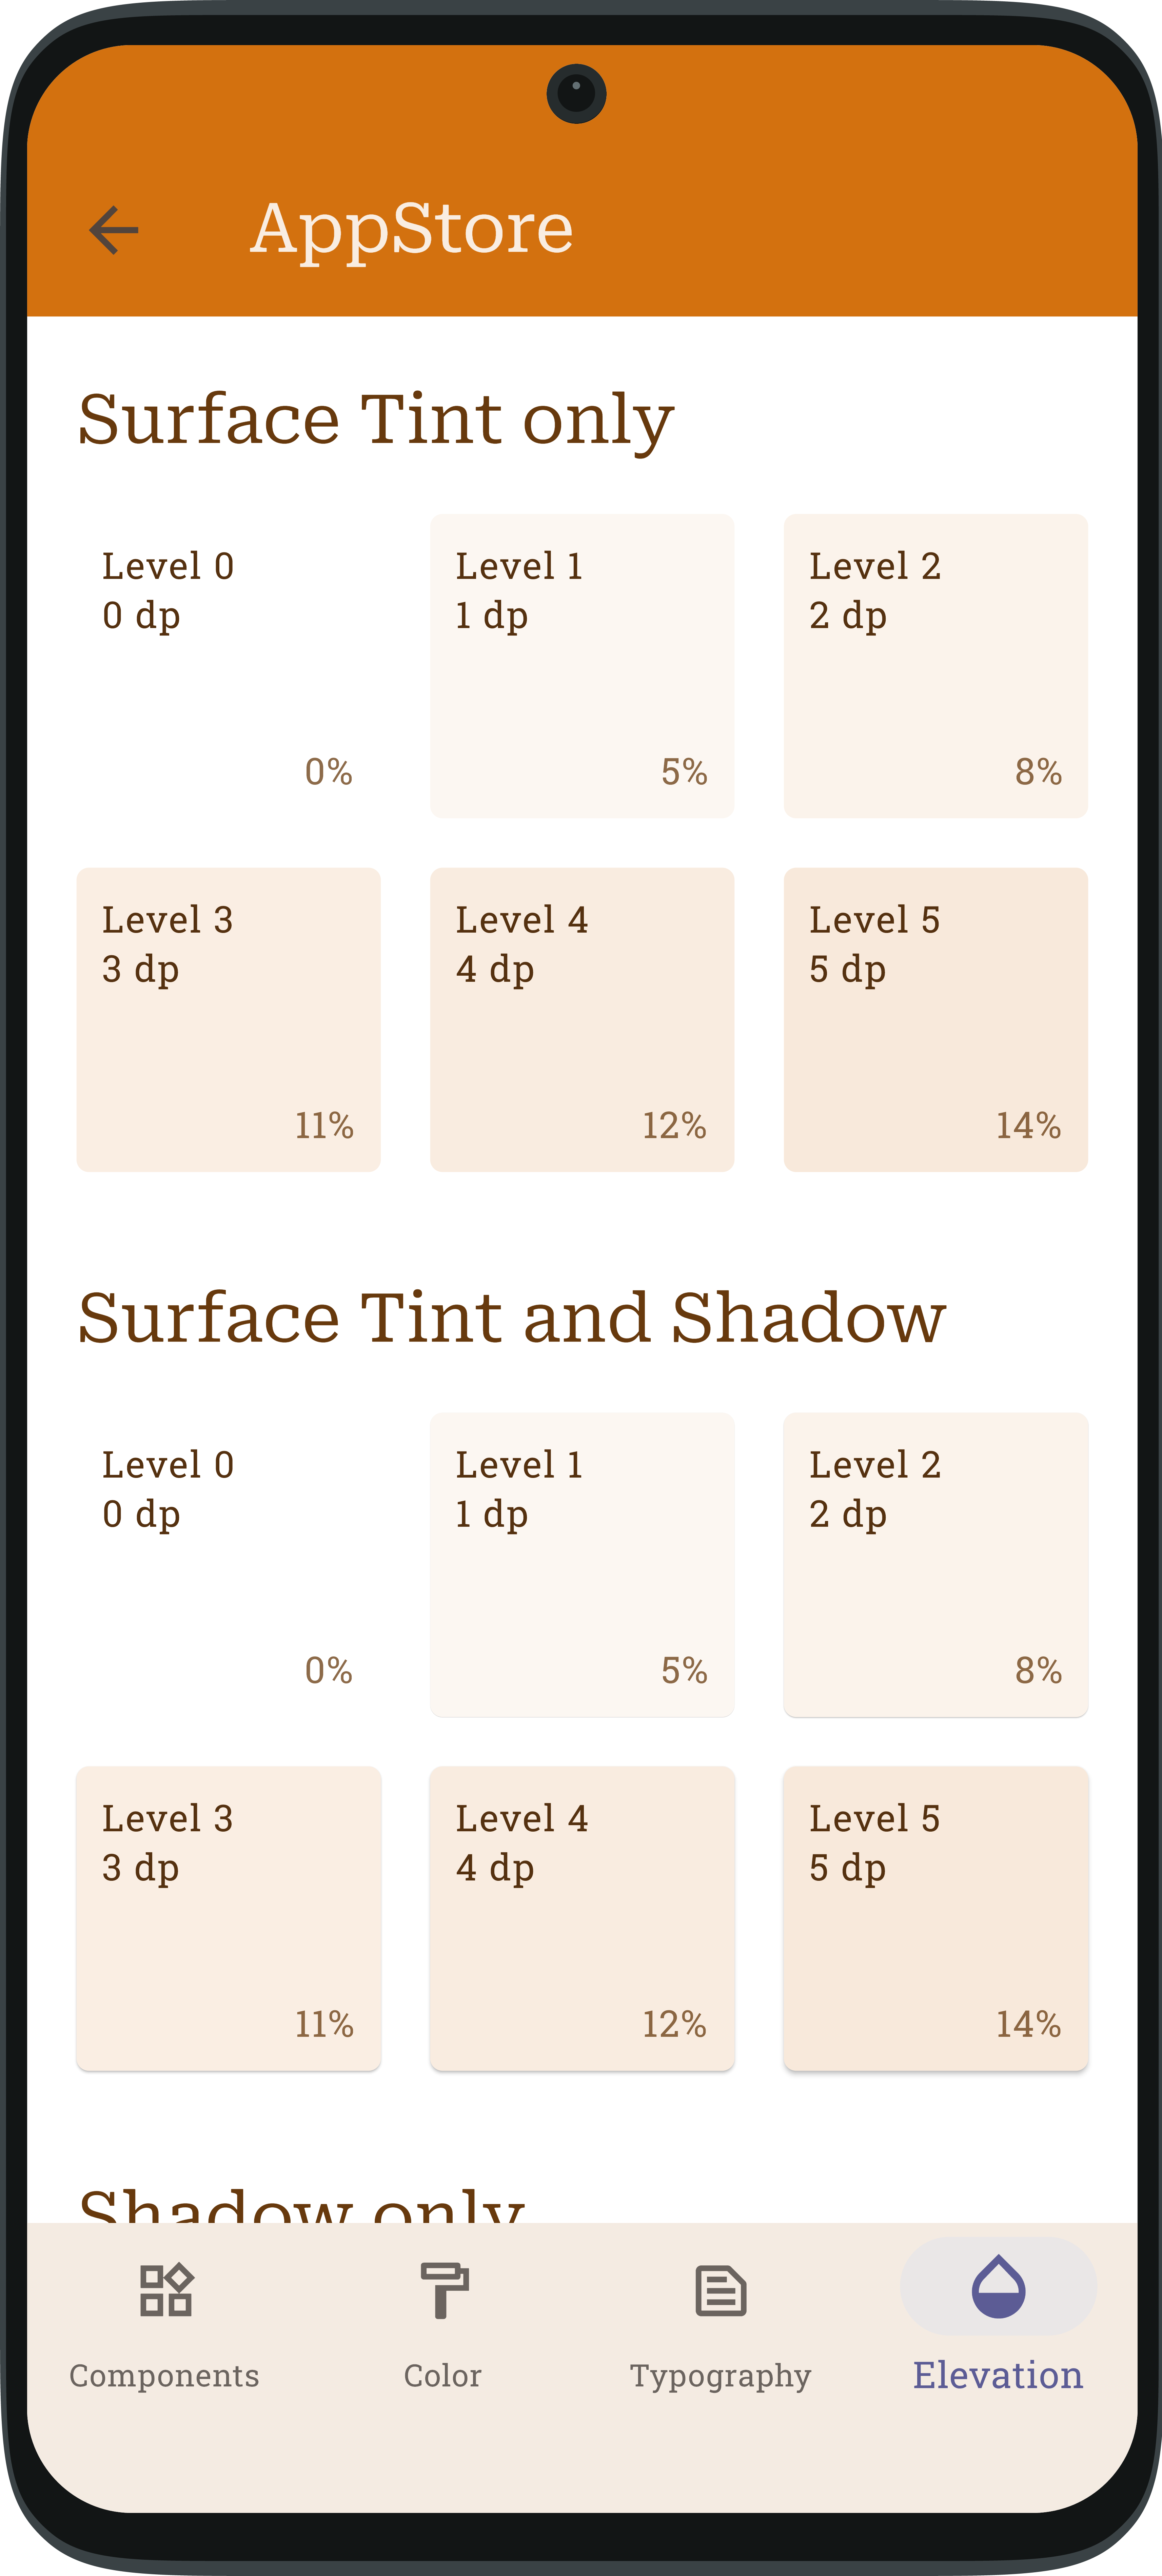 AppStore
Surface Tint only
Level 0
0 dp
0%
Level 1
1 dp
5%
Level 2
2 dp
8%
Level 3
3 dp
11%
Level 4
4 dp
12%
Level 5
5 dp
14%
Surface Tint and Shadow
Level 0
0 dp
0%
Level 1
1 dp
5%
Level 2
2 dp
8%
Level 3
3 dp
11%
Level 4
4 dp
12%
Level 5
5 dp
14%
Shadow only
Components
Color
Typography
Elevation